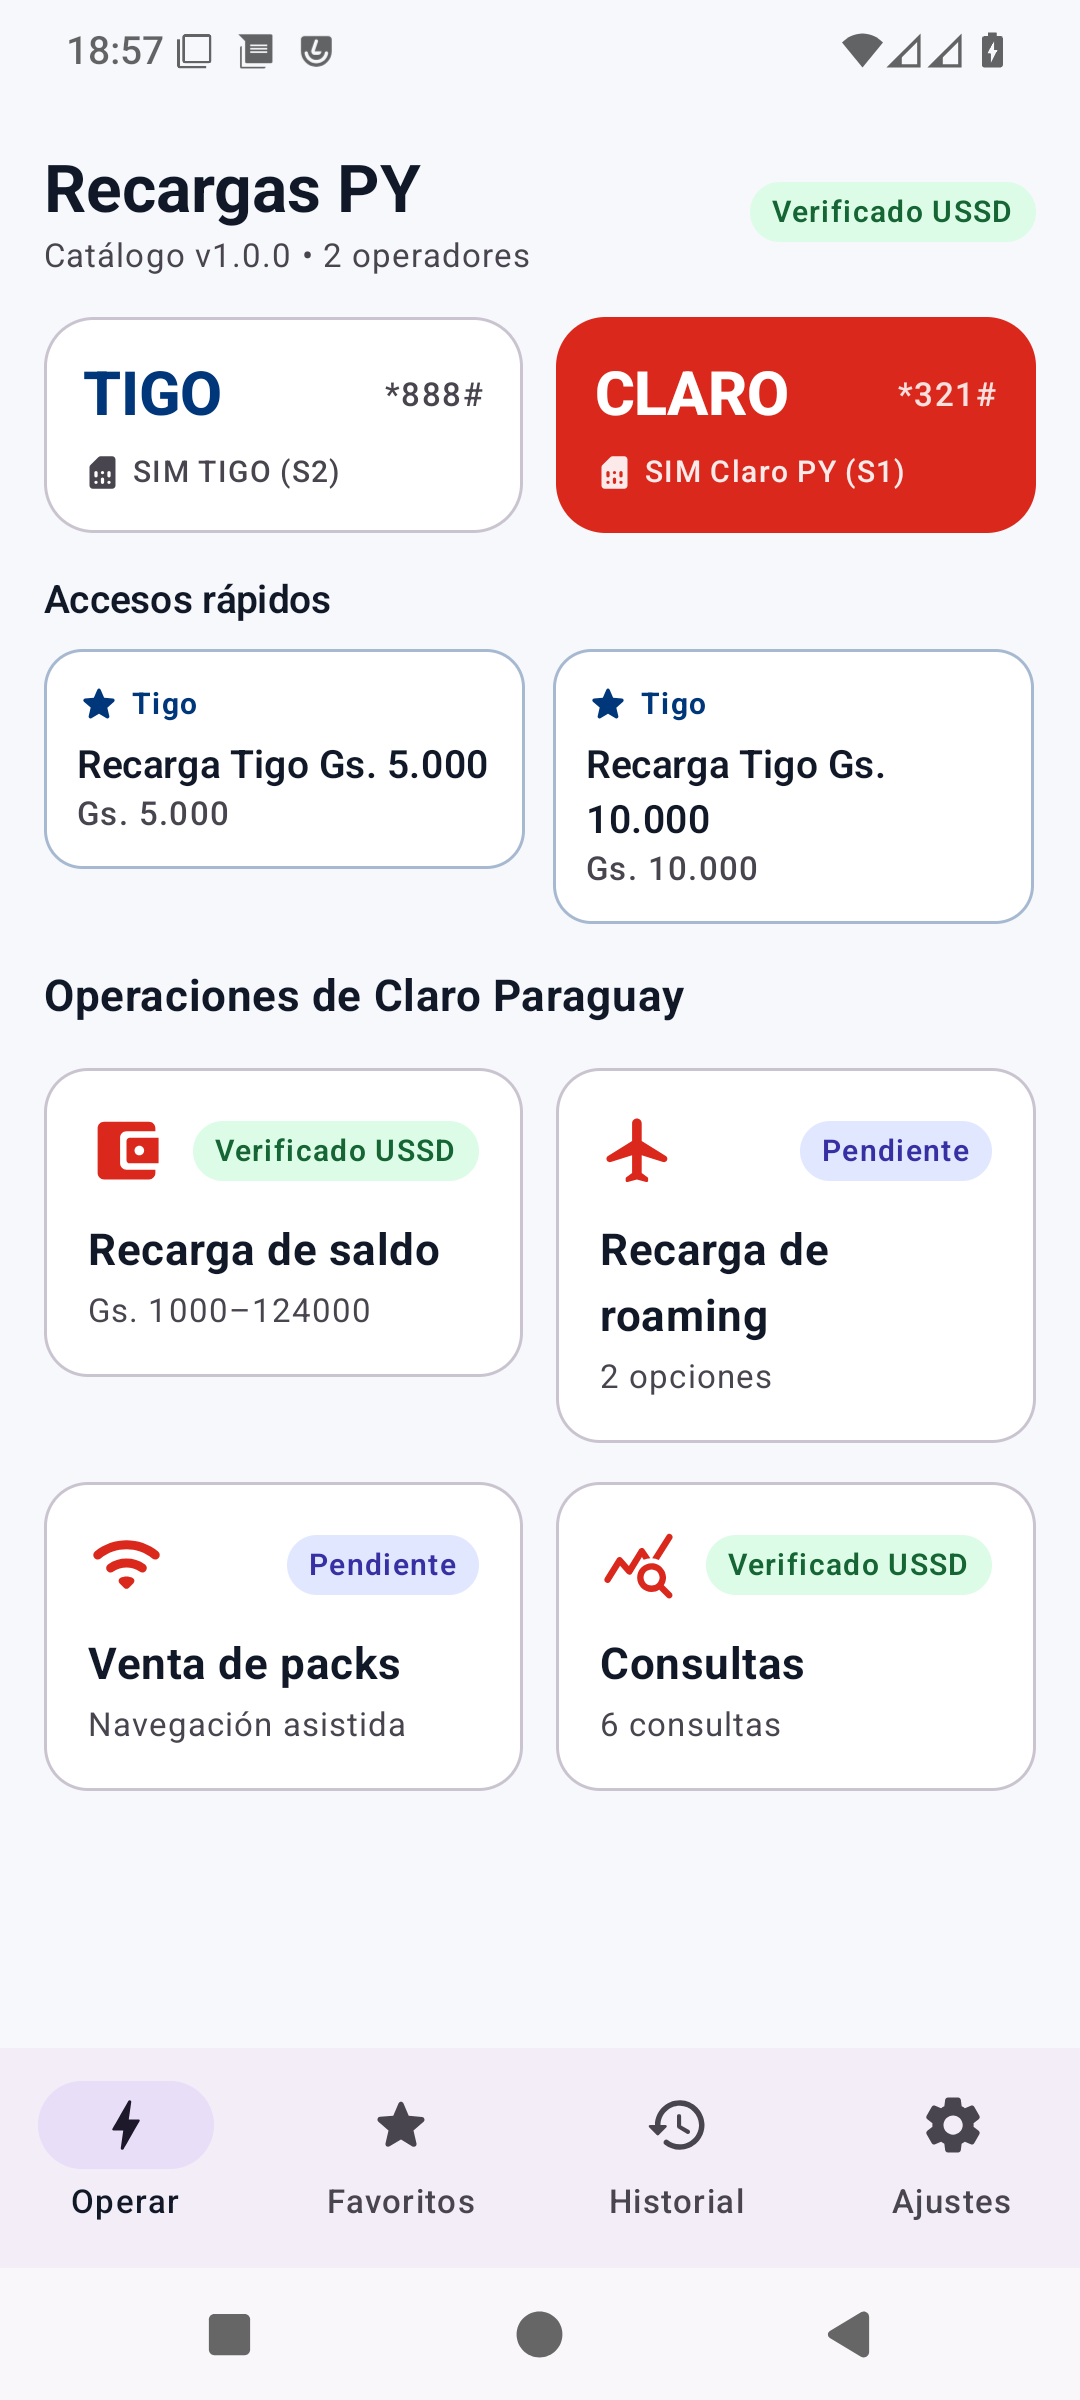 18:57
Recargas PY
Verificado USSD
Catálogo v1.0.0 • 2 operadores
TIGO
*888#
SIM TIGO (S2)
CLARO
*321#
SIM Claro PY (S1)
Accesos rápidos
Tigo
Recarga Tigo Gs. 5.000
Gs. 5.000
Tigo
Recarga Tigo Gs.
10.000
Gs. 10.000
Operaciones de Claro Paraguay
Verificado USSD
Recarga de saldo
Gs. 1000–124000
Pendiente
Recarga de
roaming
2 opciones
Pendiente
Venta de packs
Navegación asistida
Verificado USSD
Consultas
6 consultas
Operar
Favoritos
Historial
Ajustes